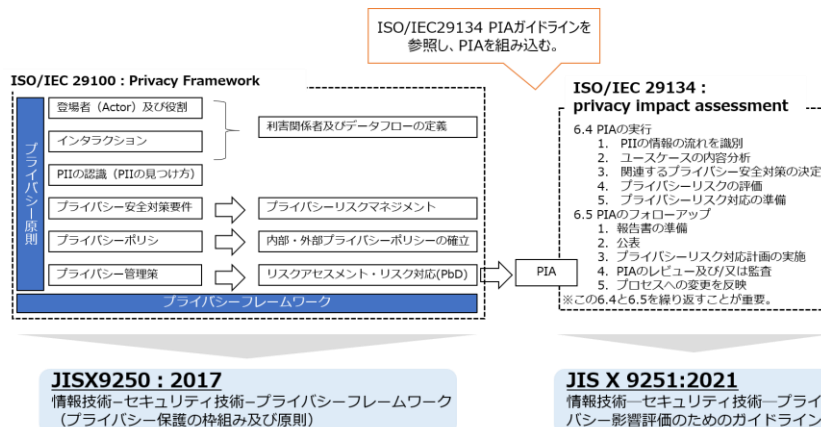 ISO/IEC29134 PIAガイドラインを
参照し、PIAを組み込む。
ISO/IEC 29100：Privacy Framework
プライバシー原則
登場者（Actor）及び役割
インタラクション
PIIの認識（PIIの見つけ方）
利害関係者及びデータフローの定義
プライバシー安全対策要件
プライバシーリスクマネジメント
プライバシーポリシ
内部・外部プライバシーポリシーの確立
プライバシー管理策
リスクアセスメント・リスク対応(PbD)
プライバシーフレームワーク
PIA
ISO/IEC 29134：
privacy impact assessment
6.4 PIAの実行
1. PIIの情報の流れを識別
2. ユースケースの内容分析
3. 関連するプライバシー安全対策の決定
4. プライバシーリスクの評価
5. プライバシーリスク対応の準備
6.5 PIAのフォローアップ
1. 報告書の準備
2. 公表
3. プライバシーリスク対応計画の実施
4. PIAのレビュー及び/又は監査
5. プロセスへの変更を反映
※この6.4と6.5を繰り返すことが重要。
JISX9250：2017
情報技術−セキュリティ技術−プライバシーフレームワーク
（プライバシー保護の枠組み及び原則）
JIS X 9251:2021
情報技術―セキュリティ技術―プライ
バシー影響評価のためのガイドライン